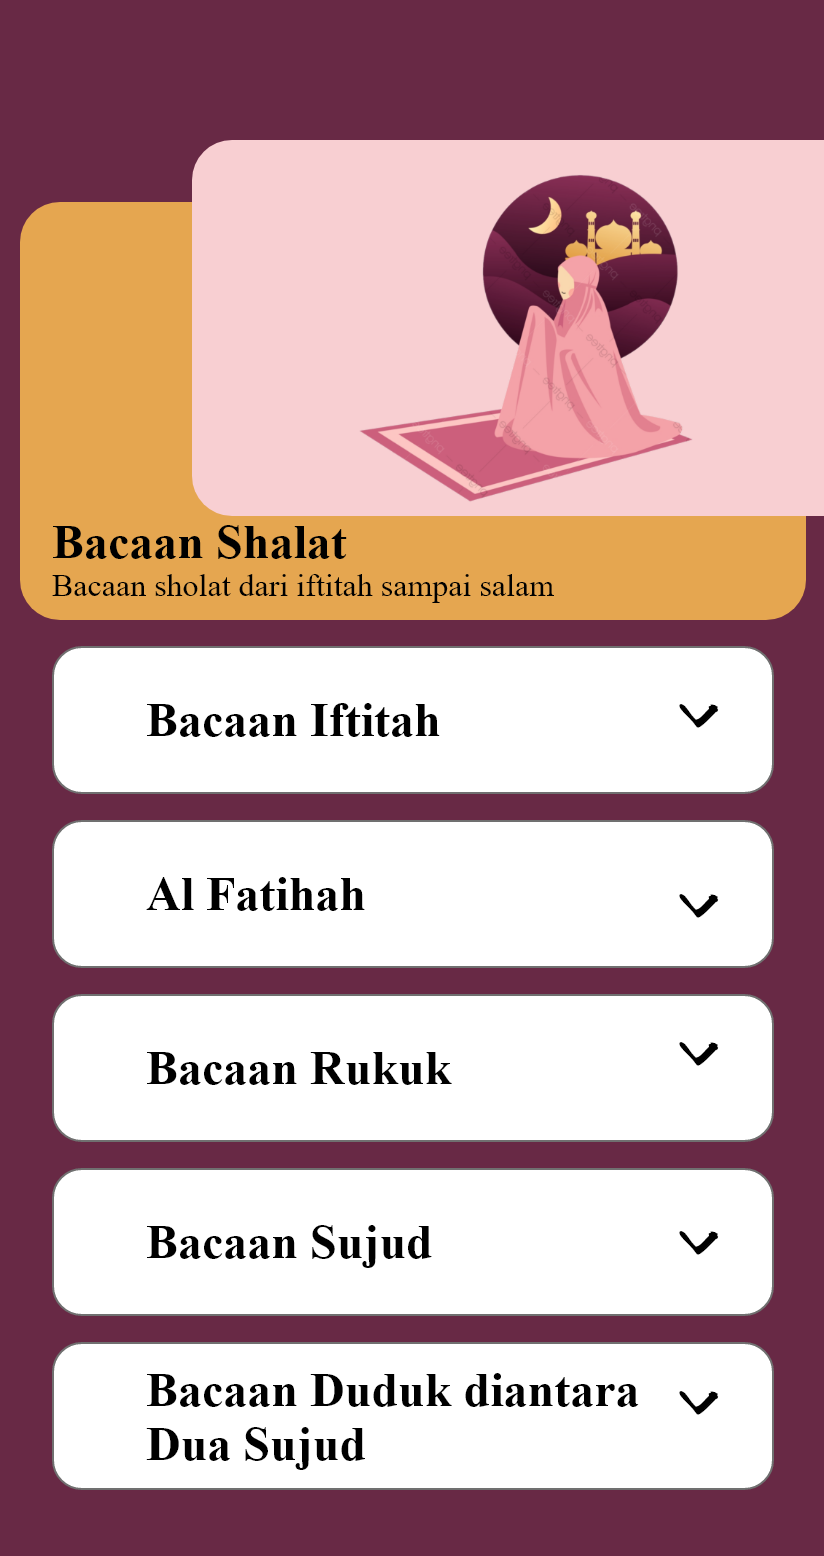 Bacaan Shalat
Bacaan sholat dari iftitah sampai salam
Bacaan Iftitah
Al Fatihah
Bacaan Rukuk
Bacaan Sujud
Bacaan Duduk diantara
Dua Sujud